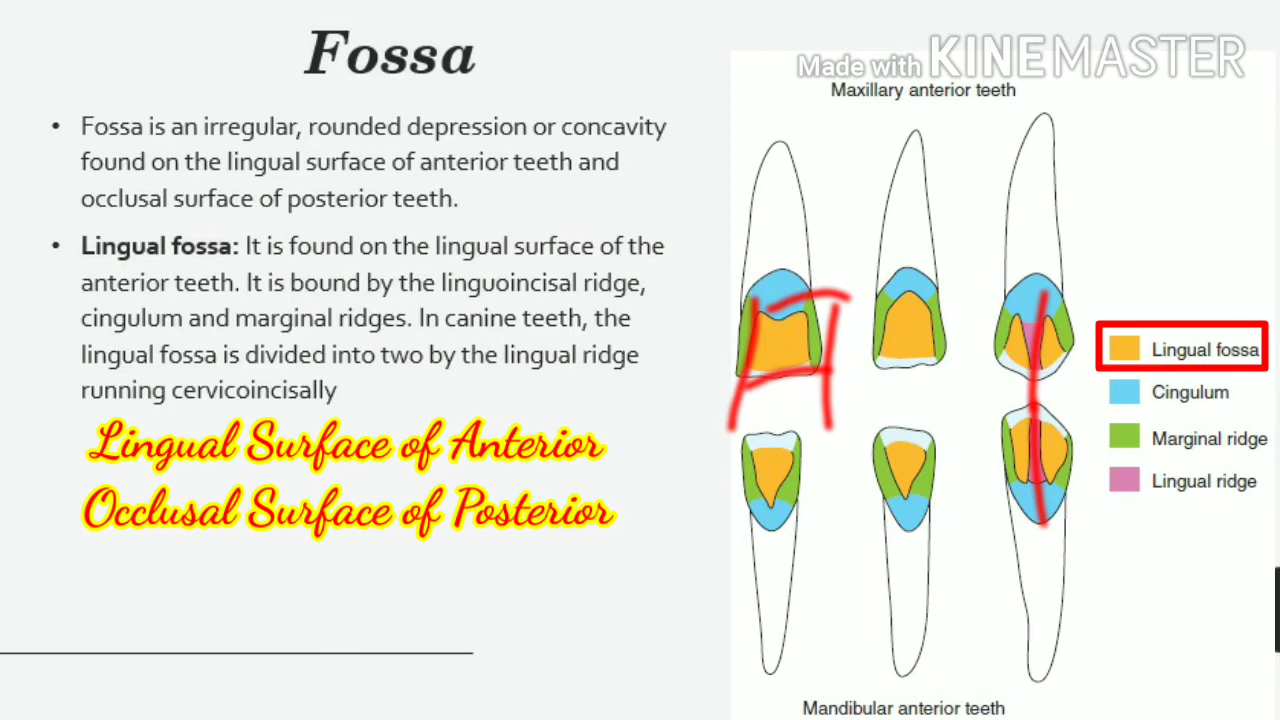 Fossa
Made with KINEMASTER
Maxillary anterior teeth
• Fossa is an irregular, rounded depression or concavity
found on the lingual surface of anterior teeth and
occlusal surface of posterior teeth.
• Lingual fossa: It is found on the lingual surface of the
anterior teeth. It is bound by the linguoincisal ridge,
cingulum and marginal ridges. In canine teeth, the
lingual fossa is divided into two by the lingual ridge
running cervicoincisally
Lingual Surface of Anterior
Occlusal Surface of Posterior
Lingual fossa
Cingulum
Marginal ridge
Lingual ridge
Mandibular anterior teeth